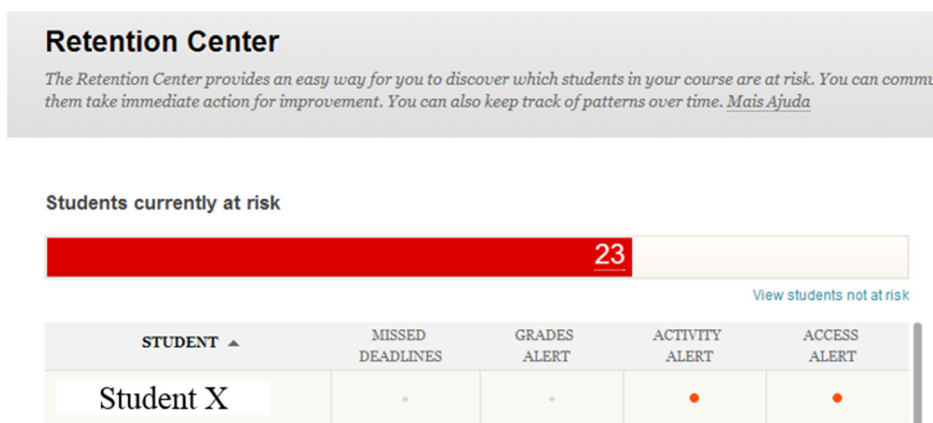 Retention Center
The Retention Center provides an easy way for you to discover which students in your course are at risk. You can
them take immediate action for improvement. You can also keep track of patterns over time. Mais Ajuda
Students currently at risk
23
View students not at risk
STUDENT MISSED DEADLINES GRADES ALERT ACTIVITY ALERT ACCESS ALERT
Student X